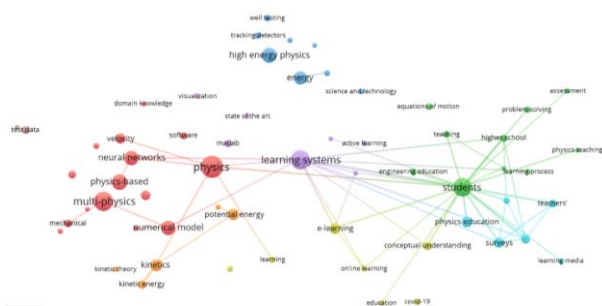 well testing
tracking detectors
high energy physics
energy
science and technology
visualization
domain knowledge
state of the art
software
matlab
active learning
equations of motion
assessment
problem solving
teaching
higher school
physics teaching
engineering education
learning process
students
teachers'
physics education
surveys
learning media
learning systems
physics
test data
velocity
neural networks
physics-based
multi-physics
mechanical
numerical model
potential energy
e-learning
conceptual understanding
kinetics
kinetic theory
kinetic energy
learning
online learning
education
covid-19